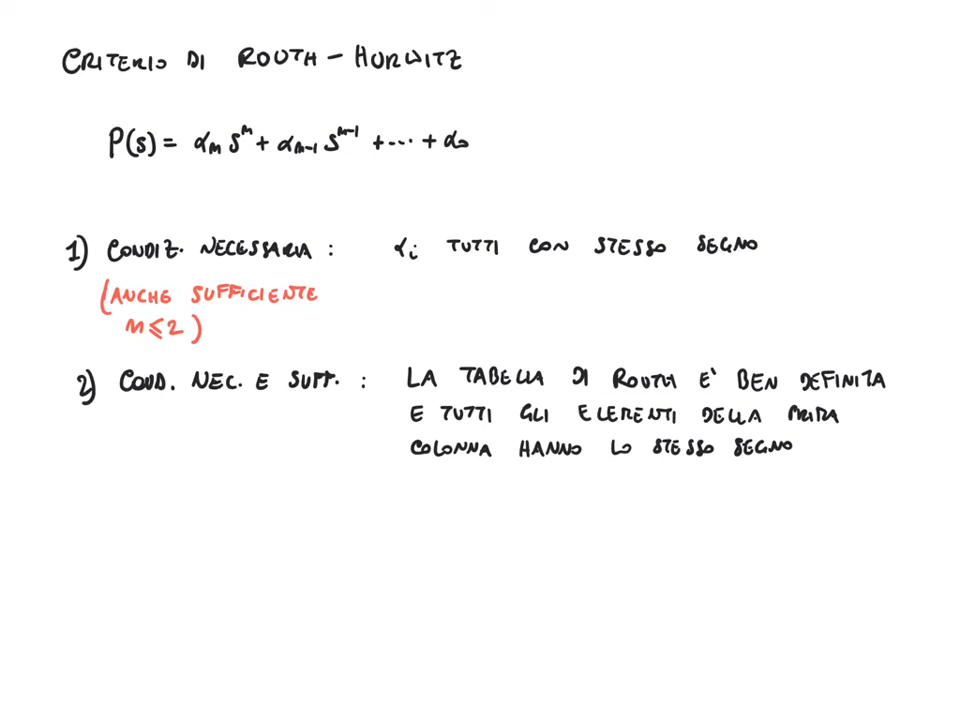 CRITERIO DI ROUTH - HURWITZ
P(s) = αₙ sⁿ + αₙ₋₁ sⁿ⁻¹ + ... + α₀
1) CONDIZ. NECESSARIA : αᵢ TUTTI CON STESSO SEGNO
(ANCHE SUFFICIENTE
n ≤ 2)
2) COND. NEC. E SUFF. : LA TABELLA DI ROUTH E' BEN DEFINITA
E TUTTI GLI ELEMENTI DELLA PRIMA
COLONNA HANNO LO STESSO SEGNO